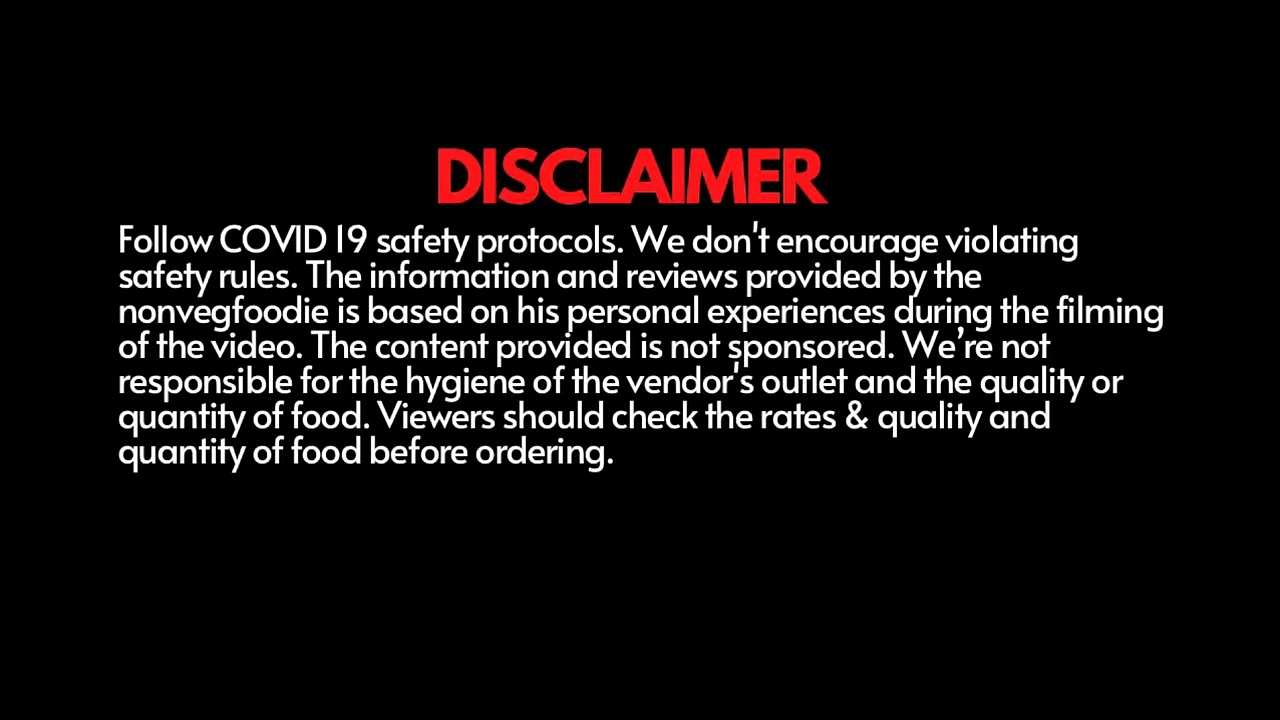 DISCLAIMER
Follow COVID 19 safety protocols. We don't encourage violating
safety rules. The information and reviews provided by the
nonvegfoodie is based on his personal experiences during the filming
of the video. The content provided is not sponsored. We’re not
responsible for the hygiene of the vendor's outlet and the quality or
quantity of food. Viewers should check the rates & quality and
quantity of food before ordering.